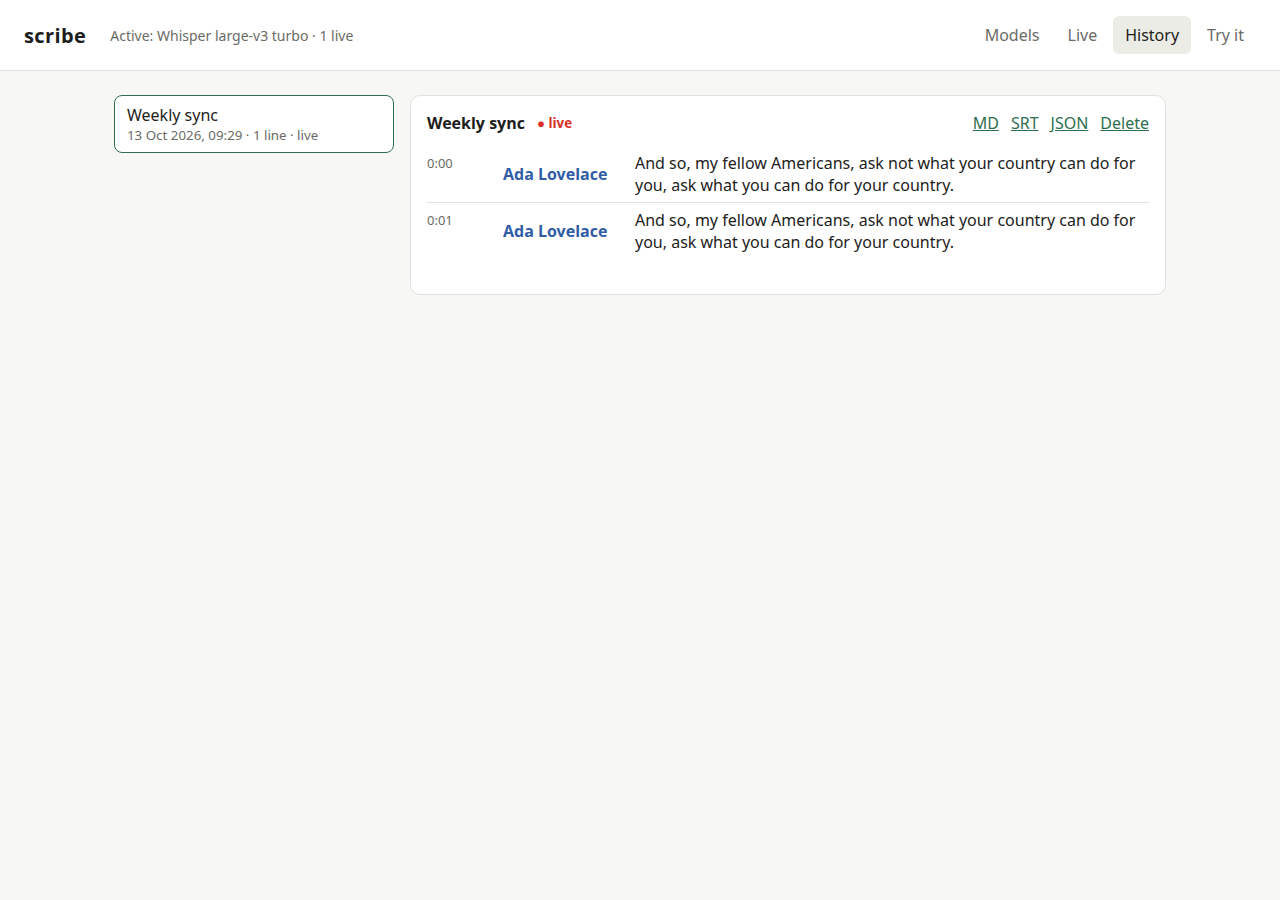 scribe
Active: Whisper large-v3 turbo · 1 live
Models
Live
History
Try it
Weekly sync
13 Oct 2026, 09:29 · 1 line · live
Weekly sync
● live
MD
SRT
JSON
Delete
0:00
Ada Lovelace
And so, my fellow Americans, ask not what your country can do for
you, ask what you can do for your country.
0:01
Ada Lovelace
And so, my fellow Americans, ask not what your country can do for
you, ask what you can do for your country.